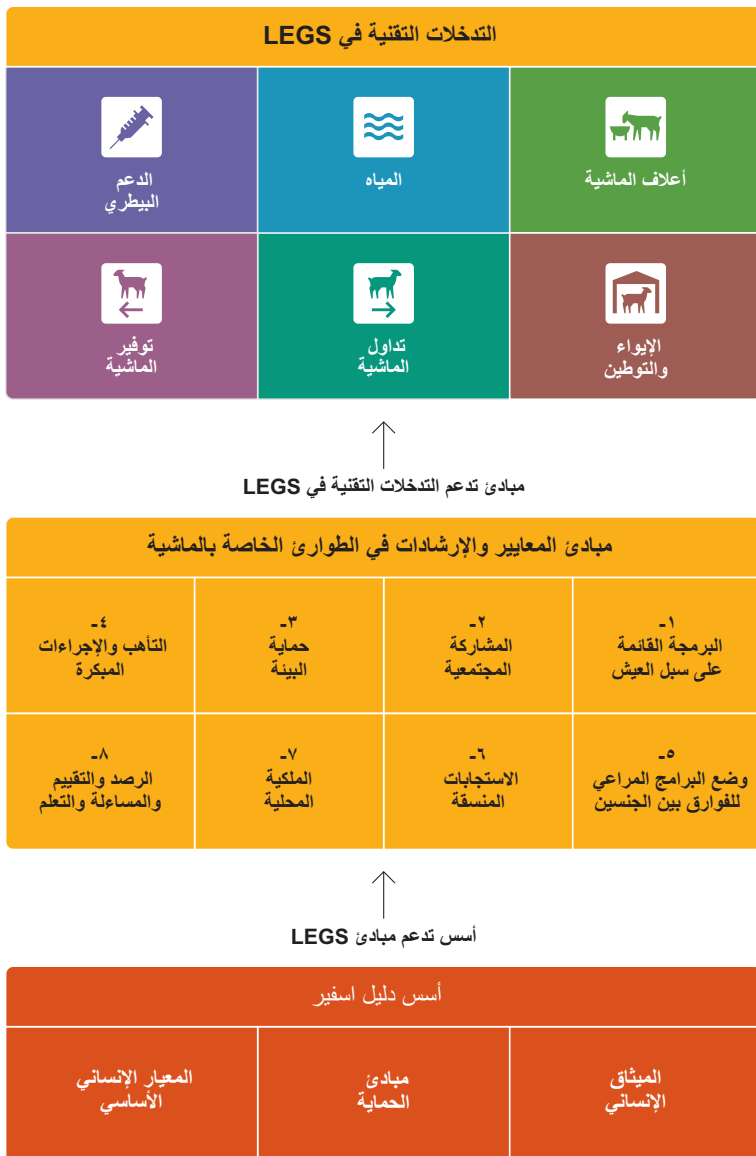 التدخلات التقنية في LEGS
أعلاف الماشية
المياه
الدعم
البيطري
الإيواء
والتوطين
تداول
الماشية
توفير
الماشية
مبادئ تدعم التدخلات التقنية في LEGS
مبادئ المعايير والإرشادات في الطوارئ الخاصة بالماشية
١-
البرمجة القائمة
على سبل العيش
٢-
المشاركة
المجتمعية
٣-
حماية
البيئة
٤-
التأهب والإجراءات
المبكرة
٥-
وضع البرامج المراعي
للفوارق بين الجنسين
٦-
الاستجابات
المنسقة
٧-
الملكية
المحلية
٨-
الرصد والتقييم
والمساءلة والتعلم
أسس تدعم مبادئ LEGS
أسس دليل اسفير
الميثاق
الإنساني
مبادئ
الحماية
المعيار الإنساني
الأساسي